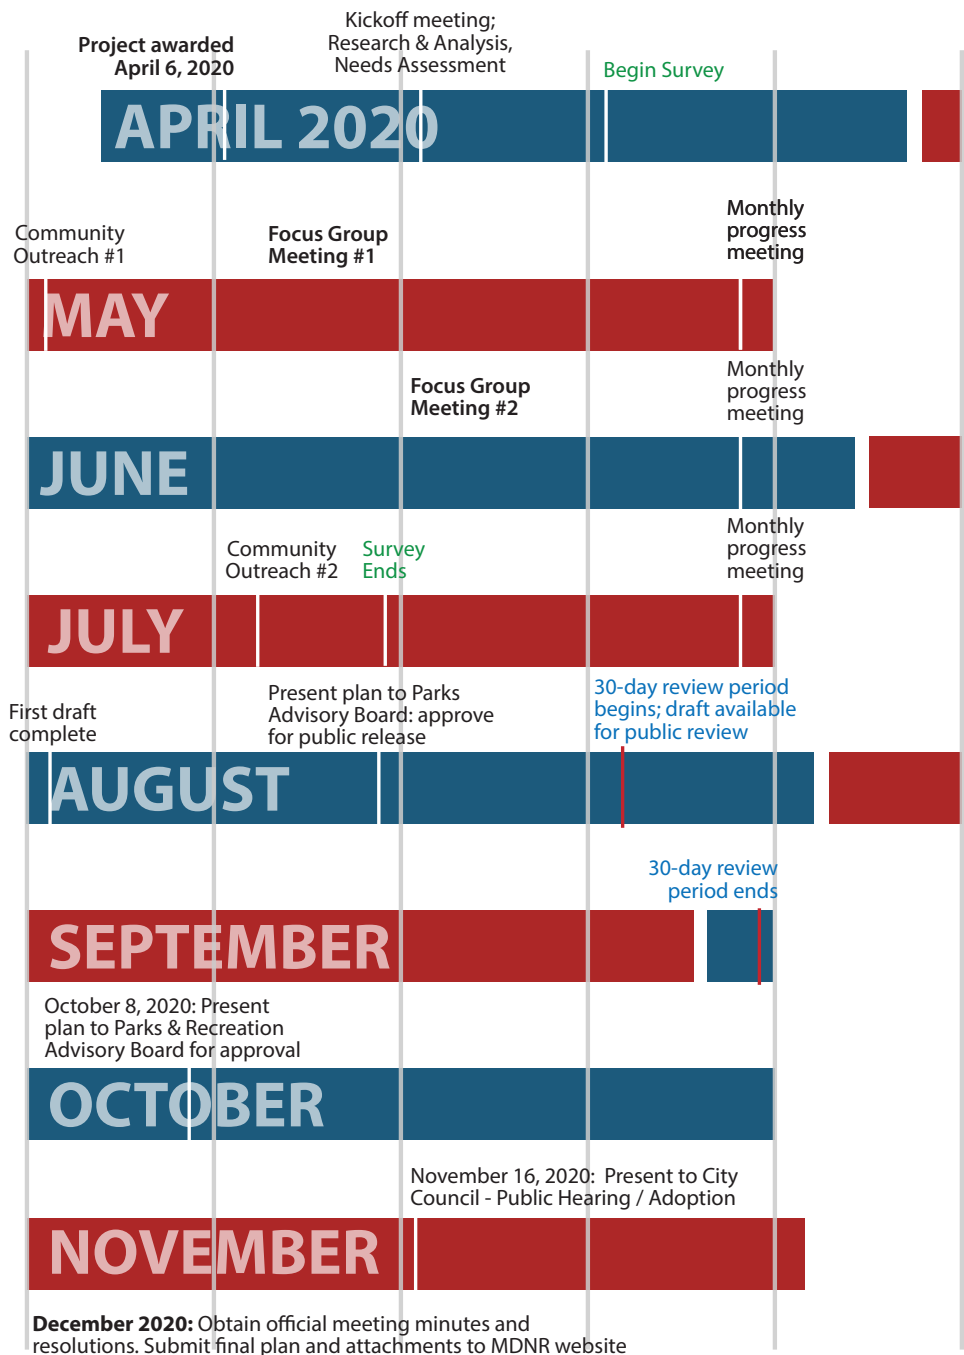 Project awarded
April 6, 2020
Kickoff meeting;
Research & Analysis,
Needs Assessment
Begin Survey
APRIL 2020
Community
Outreach #1
Focus Group
Meeting #1
Monthly
progress
meeting
MAY
Focus Group
Meeting #2
Monthly
progress
meeting
JUNE
Community
Outreach #2
Survey
Ends
Monthly
progress
meeting
JULY
First draft
complete
Present plan to Parks
Advisory Board: approve
for public release
30-day review period
begins; draft available
for public review
AUGUST
30-day review
period ends
SEPTEMBER
October 8, 2020: Present
plan to Parks & Recreation
Advisory Board for approval
OCTOBER
November 16, 2020:  Present to City
Council - Public Hearing / Adoption
NOVEMBER
December 2020: Obtain official meeting minutes and
resolutions. Submit final plan and attachments to MDNR website